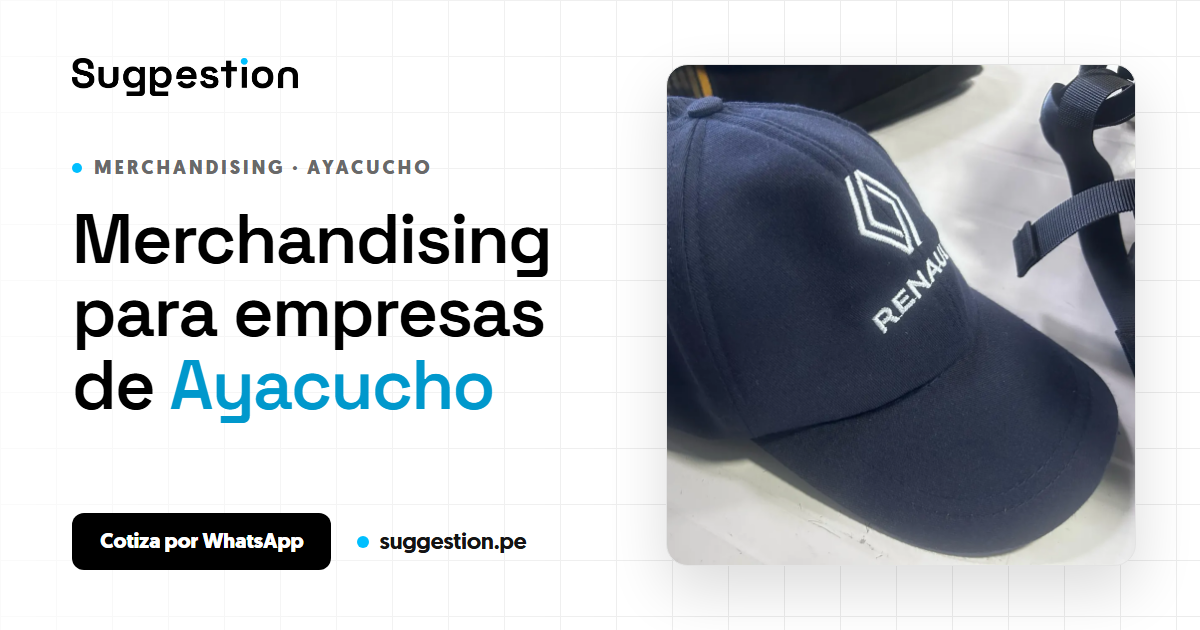 Suggestion
MERCHANDISING · AYACUCHO
Merchandising
para empresas
de Ayacucho
Cotiza por WhatsApp
suggestion.pe